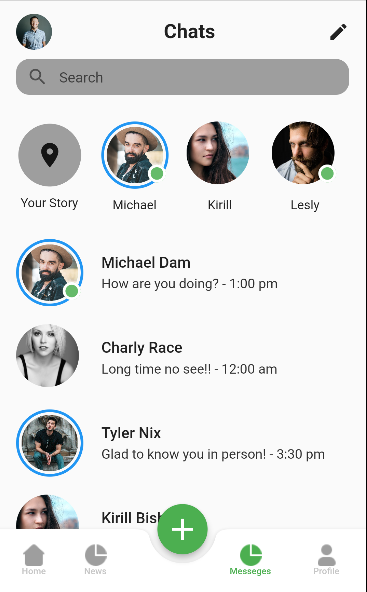 Chats
Search
Your Story
Michael
Kirill
Lesly
Michael Dam
How are you doing? - 1:00 pm
Charly Race
Long time no see!! - 12:00 am
Tyler Nix
Glad to know you in person! - 3:30 pm
Kirill Bish
Home
News
Messeges
Profile